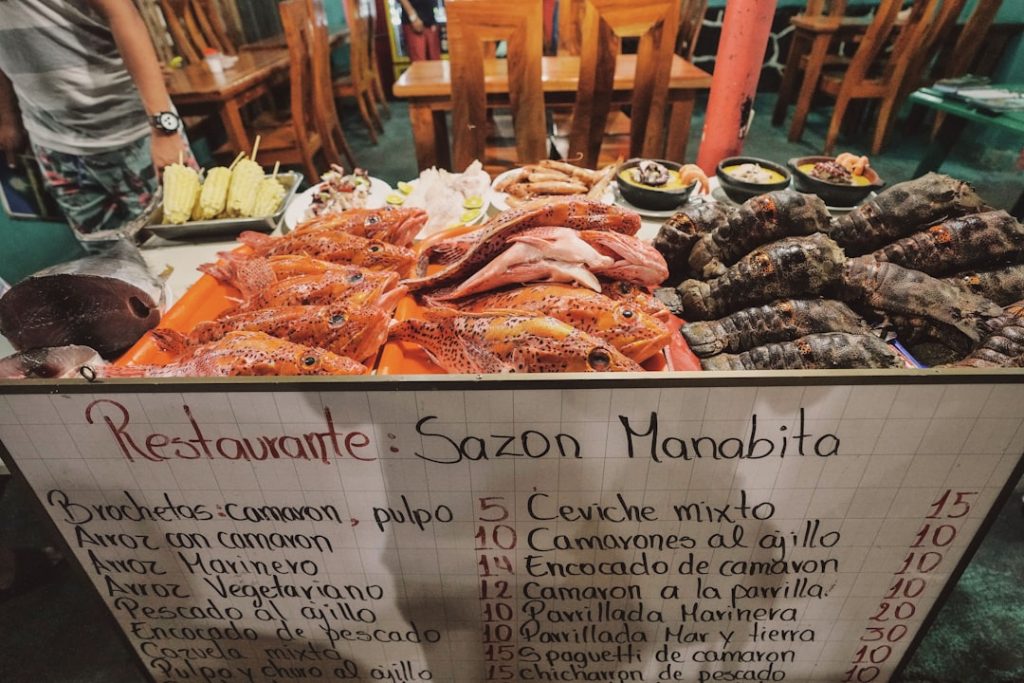 Restaurante: Sazon Manabita
Brochetas: camaron, pulpo 5
Arroz con camaron 10
Arroz Marinero 14
Arroz Vegetariano 12
Pescado al ajillo 10
Encocado de pescado 10
Cazuela mixta 15
Pulpo y churo al ajillo 15
Ceviche mixto 15
Camarones al ajillo 10
Encocado de camaron 10
Camaron a la parrilla 10
Parrillada Marinera 20
Parrillada Mar y tierra 30
Spaguetti de camaron 10
chicharron de pescado 10